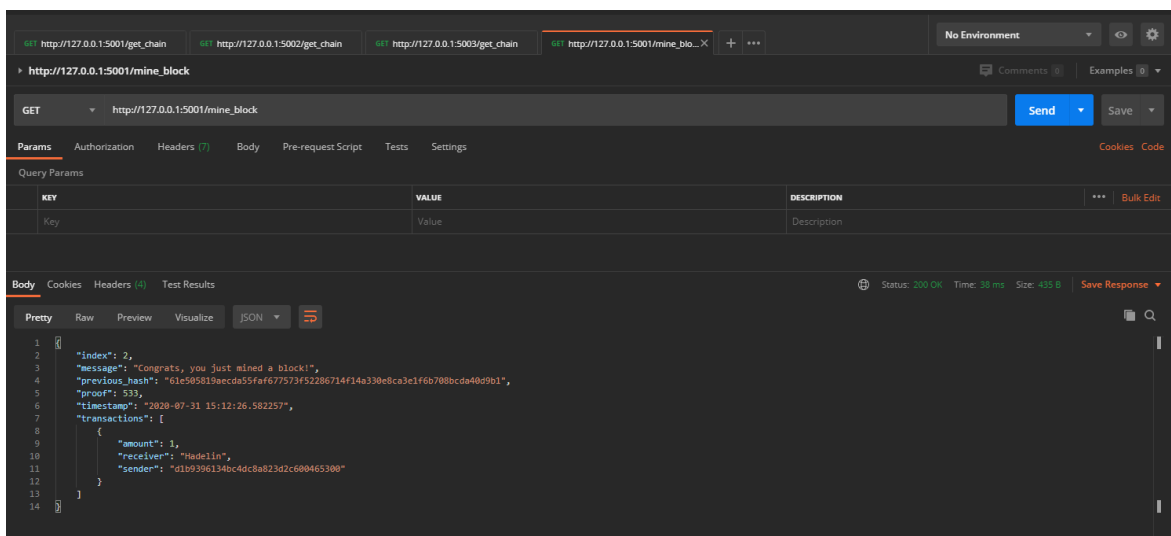 GET http://127.0.0.1:5001/get_chain GET http://127.0.0.1:5002/get_chain GET http://127.0.0.1:5003/get_chain GET http://127.0.0.1:5001/mine_blo... No Environment
http://127.0.0.1:5001/mine_block Comments 0 Examples 0
GET http://127.0.0.1:5001/mine_block Send Save
Params Authorization Headers (7) Body Pre-request Script Tests Settings Cookies Code
Query Params
KEY VALUE DESCRIPTION ••• Bulk Edit
Key Value Description
Body Cookies Headers (4) Test Results Status: 200 OK Time: 38 ms Size: 435 B Save Response
Pretty Raw Preview Visualize JSON
1 {
2 "index": 2,
3 "message": "Congrats, you just mined a block!",
4 "previous_hash": "61e505819aecda55faf677573f52286714f14a330e8ca3e1f6b708bcda40d9b1",
5 "proof": 533,
6 "timestamp": "2020-07-31 15:12:26.582257",
7 "transactions": [
8 {
9 "amount": 1,
10 "receiver": "Hadelin",
11 "sender": "d1b9396134bc4dc8a823d2c600465300"
12 }
13 ]
14 }